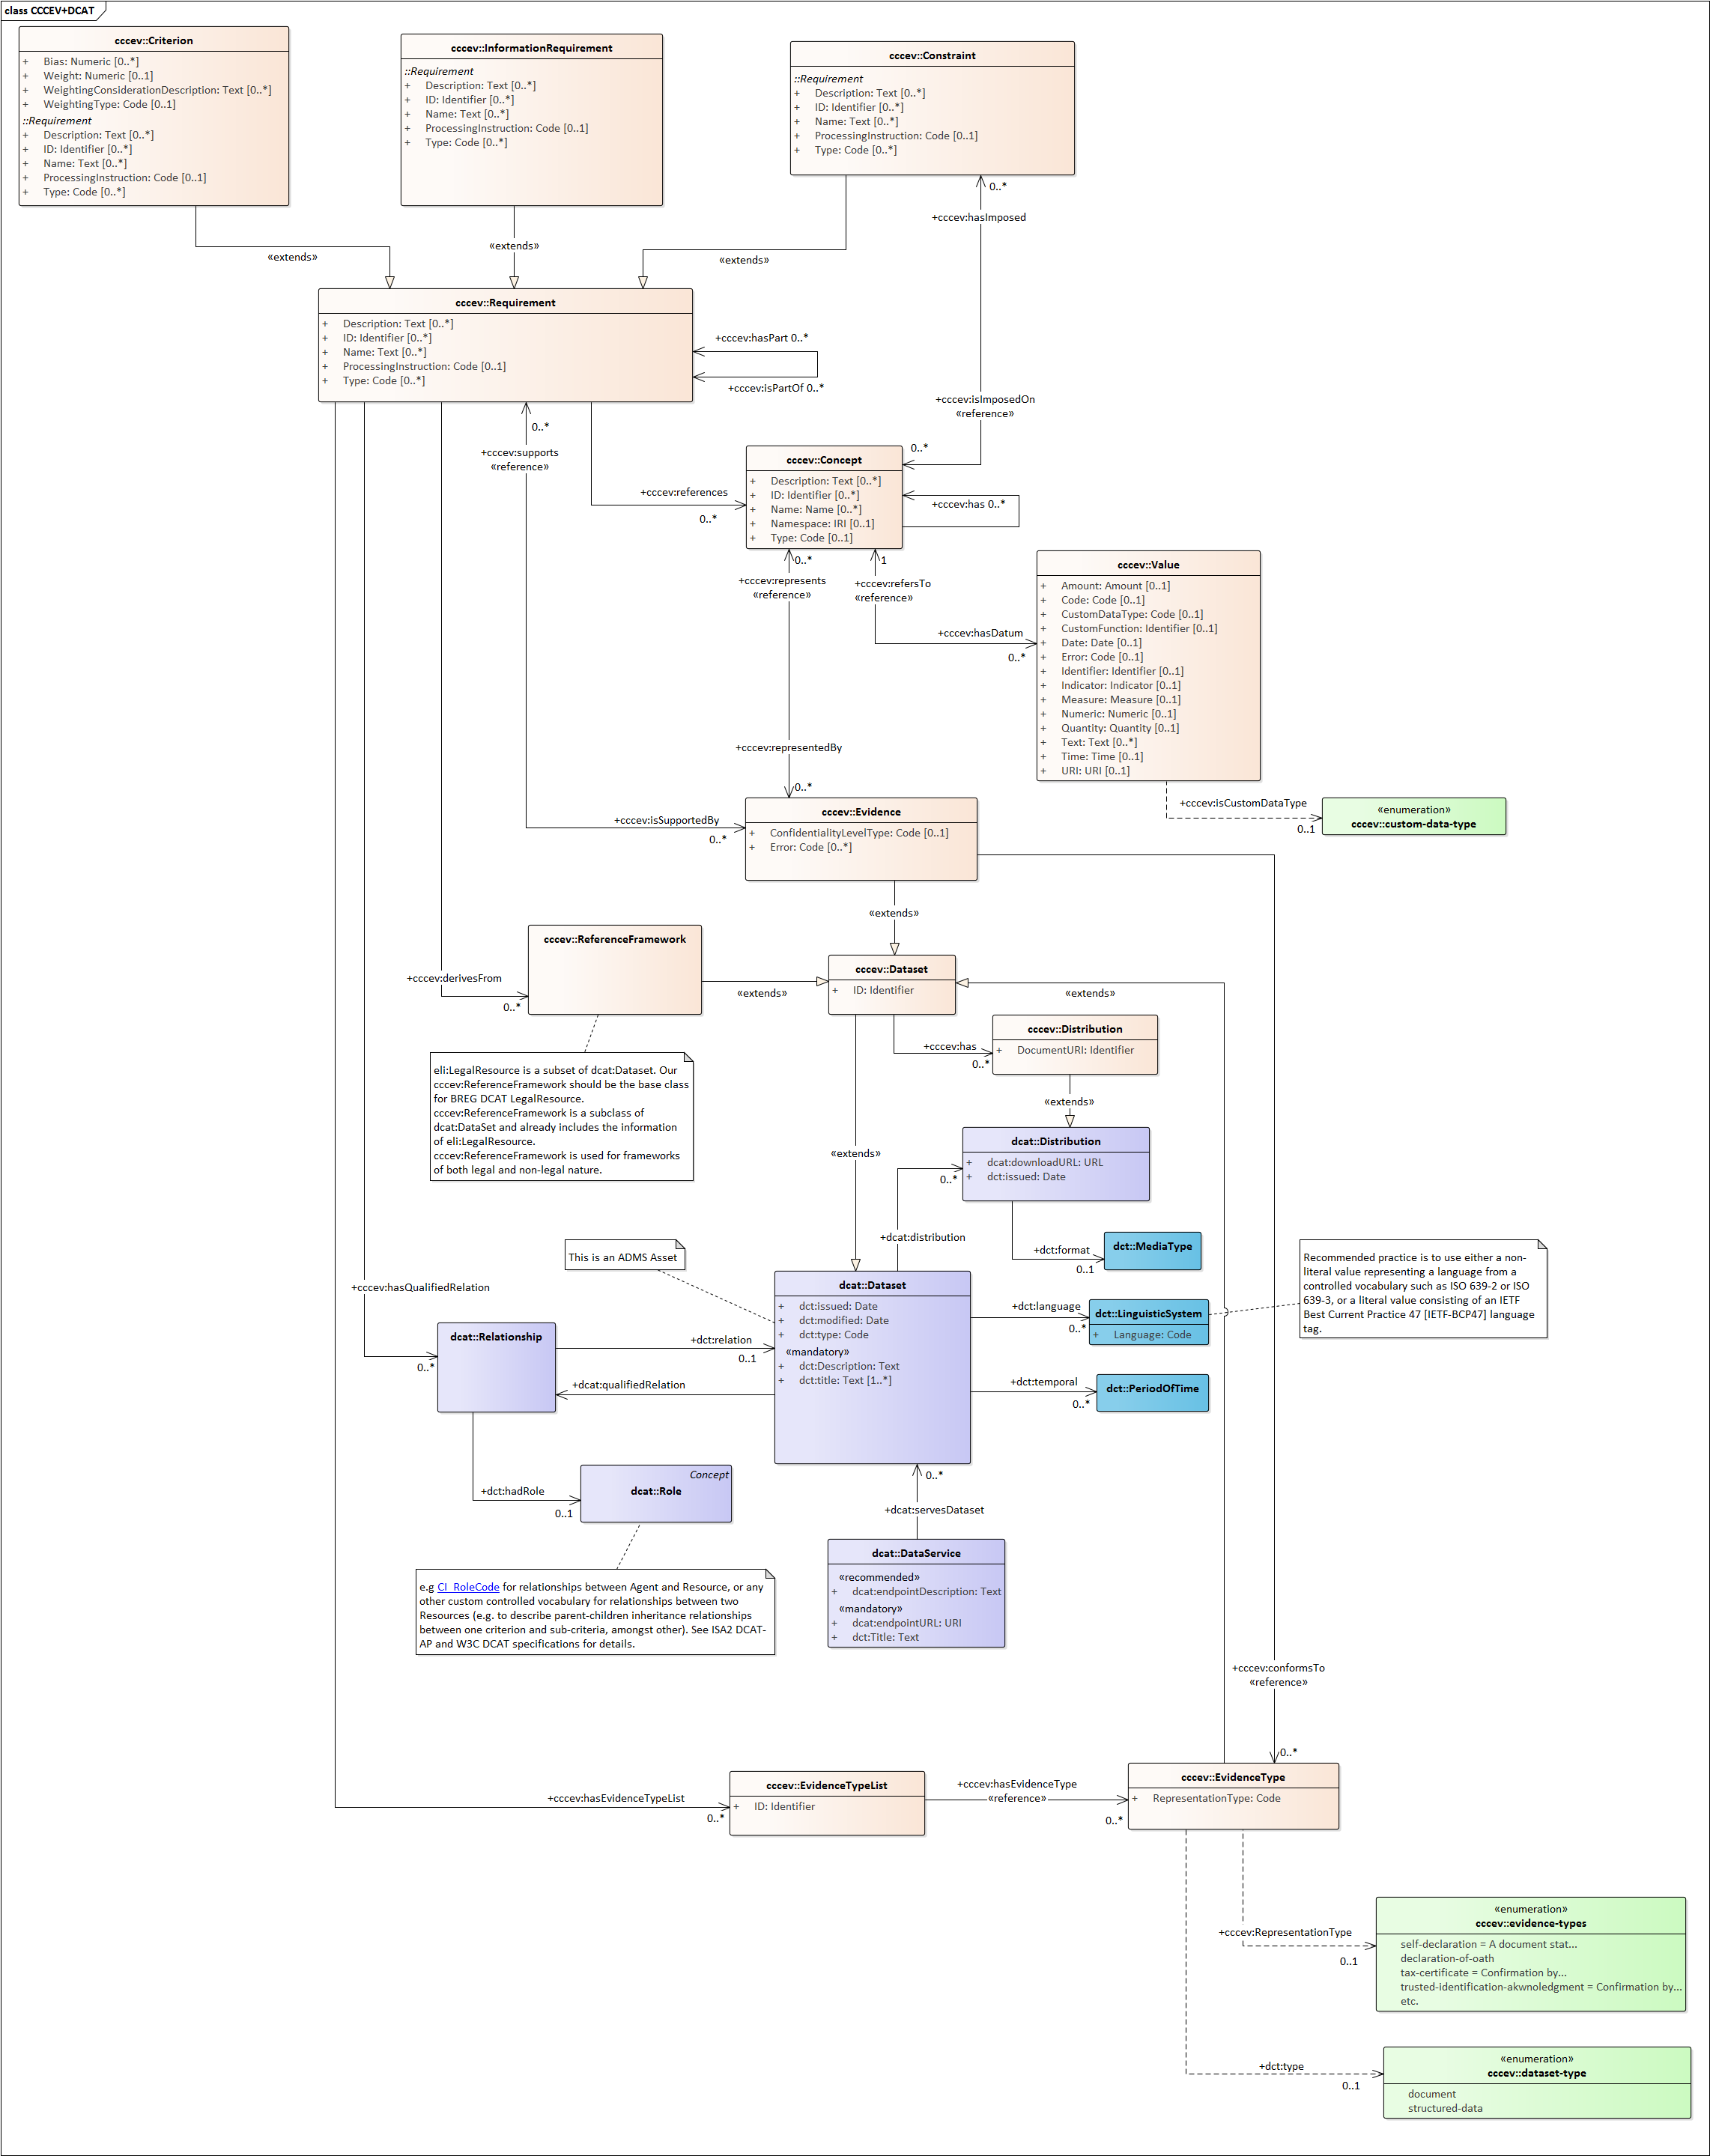 class CCCEV+DCAT
cccev::Criterion
+ Bias: Numeric [0..*]
+ Weight: Numeric [0..1]
+ WeightingConsiderationDescription: Text [0..*]
+ WeightingType: Code [0..1]
::Requirement
+ Description: Text [0..*]
+ ID: Identifier [0..*]
+ Name: Text [0..*]
+ ProcessingInstruction: Code [0..1]
+ Type: Code [0..*]
cccev::InformationRequirement
::Requirement
+ Description: Text [0..*]
+ ID: Identifier [0..*]
+ Name: Text [0..*]
+ ProcessingInstruction: Code [0..1]
+ Type: Code [0..*]
cccev::Constraint
::Requirement
+ Description: Text [0..*]
+ ID: Identifier [0..*]
+ Name: Text [0..*]
+ ProcessingInstruction: Code [0..1]
+ Type: Code [0..*]
0..*
+cccev:hasImposed
«extends»
«extends»
«extends»
cccev::Requirement
+ Description: Text [0..*]
+ ID: Identifier [0..*]
+ Name: Text [0..*]
+ ProcessingInstruction: Code [0..1]
+ Type: Code [0..*]
+cccev:hasPart 0..*
+cccev:isPartOf 0..*
+cccev:isImposedOn
«reference»
0..*
0..*
+cccev:supports
«reference»
+cccev:references
0..*
cccev::Concept
+ Description: Text [0..*]
+ ID: Identifier [0..*]
+ Name: Name [0..*]
+ Namespace: IRI [0..1]
+ Type: Code [0..1]
+cccev:has 0..*
0..*
+cccev:represents
«reference»
1
+cccev:refersTo
«reference»
+cccev:hasDatum
0..*
cccev::Value
+ Amount: Amount [0..1]
+ Code: Code [0..1]
+ CustomDataType: Code [0..1]
+ CustomFunction: Identifier [0..1]
+ Date: Date [0..1]
+ Error: Code [0..1]
+ Identifier: Identifier [0..1]
+ Indicator: Indicator [0..1]
+ Measure: Measure [0..1]
+ Numeric: Numeric [0..1]
+ Quantity: Quantity [0..1]
+ Text: Text [0..*]
+ Time: Time [0..1]
+ URI: URI [0..1]
+cccev:representedBy
0..*
+cccev:isCustomDataType
0..1
«enumeration»
cccev::custom-data-type
+cccev:isSupportedBy
0..*
cccev::Evidence
+ ConfidentialityLevelType: Code [0..1]
+ Error: Code [0..*]
«extends»
cccev::ReferenceFramework
+cccev:derivesFrom
0..*
«extends»
cccev::Dataset
+ ID: Identifier
«extends»
+cccev:has
0..*
cccev::Distribution
+ DocumentURI: Identifier
«extends»
eli:LegalResource is a subset of dcat:Dataset. Our
cccev:ReferenceFramework should be the base class
for BREG DCAT LegalResource.
cccev:ReferenceFramework is a subclass of
dcat:DataSet and already includes the information
of eli:LegalResource.
cccev:ReferenceFramework is used for frameworks
of both legal and non-legal nature.
«extends»
dcat::Distribution
+ dcat:downloadURL: URL
+ dct:issued: Date
0..*
+dcat:distribution
+dct:format
0..1
dct::MediaType
This is an ADMS Asset
dcat::Dataset
+ dct:issued: Date
+ dct:modified: Date
+ dct:type: Code
«mandatory»
+ dct:Description: Text
+ dct:title: Text [1..*]
+dct:language
0..*
dct::LinguisticSystem
+ Language: Code
Recommended practice is to use either a non-
literal value representing a language from a
controlled vocabulary such as ISO 639-2 or ISO
639-3, or a literal value consisting of an IETF
Best Current Practice 47 [IETF-BCP47] language
tag.
+dct:temporal
0..*
dct::PeriodOfTime
+cccev:hasQualifiedRelation
0..*
dcat::Relationship
+dct:relation
0..1
+dcat:qualifiedRelation
+dct:hadRole
0..1
Concept
dcat::Role
0..*
+dcat:servesDataset
dcat::DataService
«recommended»
+ dcat:endpointDescription: Text
«mandatory»
+ dcat:endpointURL: URI
+ dct:Title: Text
e.g CI_RoleCode for relationships between Agent and Resource, or any
other custom controlled vocabulary for relationships between two
Resources (e.g. to describe parent-children inheritance relationships
between one criterion and sub-criteria, amongst other). See ISA2 DCAT-
AP and W3C DCAT specifications for details.
+cccev:conformsTo
«reference»
0..*
+cccev:hasEvidenceTypeList
0..*
cccev::EvidenceTypeList
+ ID: Identifier
+cccev:hasEvidenceType
«reference»
0..*
cccev::EvidenceType
+ RepresentationType: Code
+cccev:RepresentationType
0..1
«enumeration»
cccev::evidence-types
self-declaration = A document stat...
declaration-of-oath
tax-certificate = Confirmation by...
trusted-identification-akwnoledgment = Confirmation by...
etc.
+dct:type
0..1
«enumeration»
cccev::dataset-type
document
structured-data